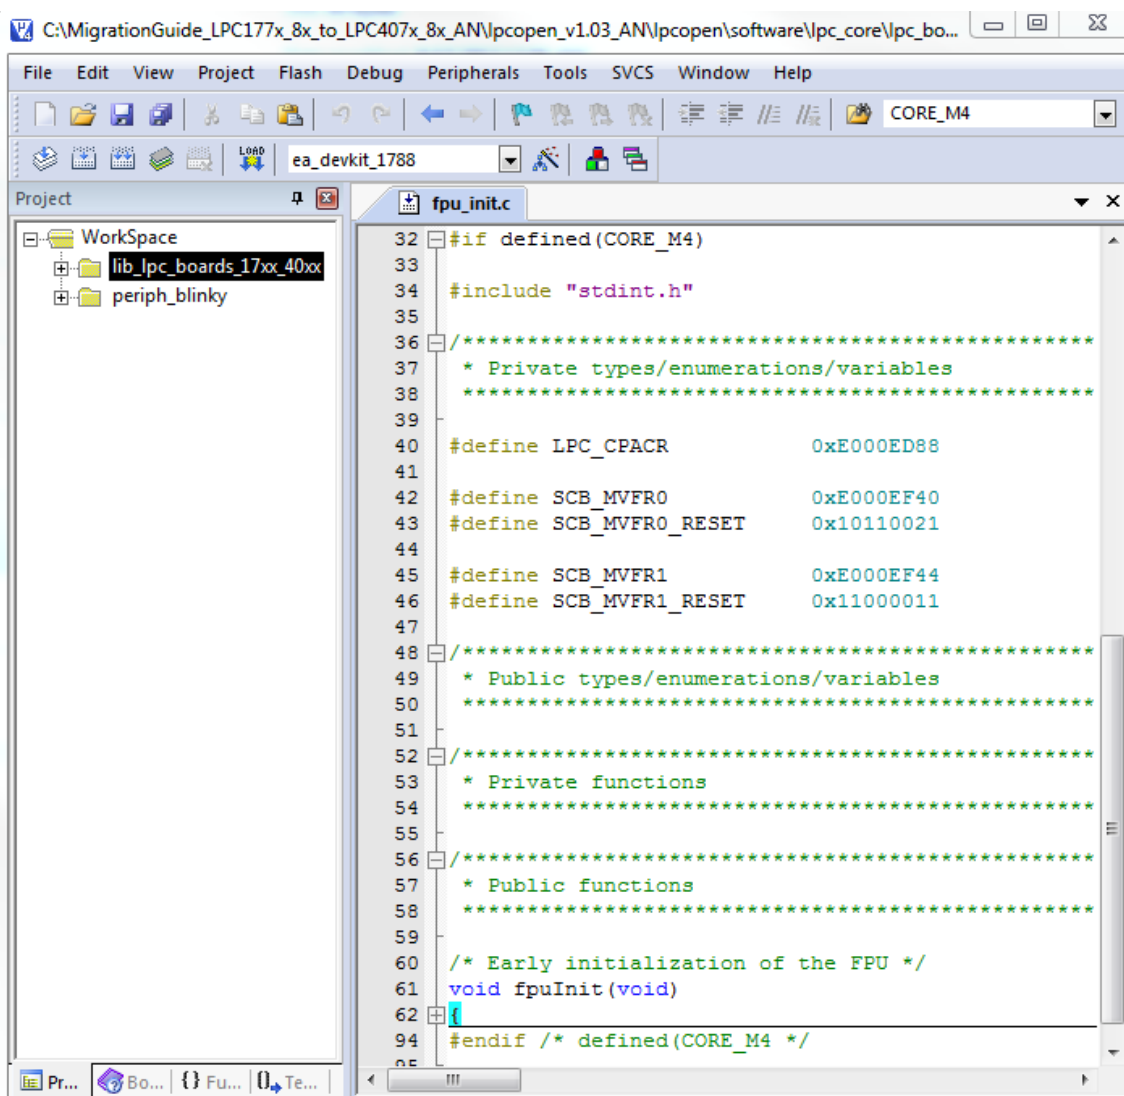 C:\MigrationGuide_LPC177x_8x_to_LPC407x_8x_AN\lpcopen_v1.03_AN\lpcopen\software\lpc_core\lpc_bo...
File Edit View Project Flash Debug Peripherals Tools SVCS Window Help
CORE_M4
LOAD ea_devkit_1788
Project
fpu_init.c
WorkSpace
lib_lpc_boards_17xx_40xx
periph_blinky
32 #if defined(CORE_M4)
33
34 #include "stdint.h"
35
36 /*************************************************
37 * Private types/enumerations/variables
38 *************************************************
39
40 #define LPC_CPACR 0xE000ED88
41
42 #define SCB_MVFR0 0xE000EF40
43 #define SCB_MVFR0_RESET 0x10110021
44
45 #define SCB_MVFR1 0xE000EF44
46 #define SCB_MVFR1_RESET 0x11000011
47
48 /*************************************************
49 * Public types/enumerations/variables
50 *************************************************
51
52 /*************************************************
53 * Private functions
54 *************************************************
55
56 /*************************************************
57 * Public functions
58 *************************************************
59
60 /* Early initialization of the FPU */
61 void fpuInit(void)
62 {
94 #endif /* defined(CORE_M4 */
95
Pr... Bo... {} Fu... 0 Te...